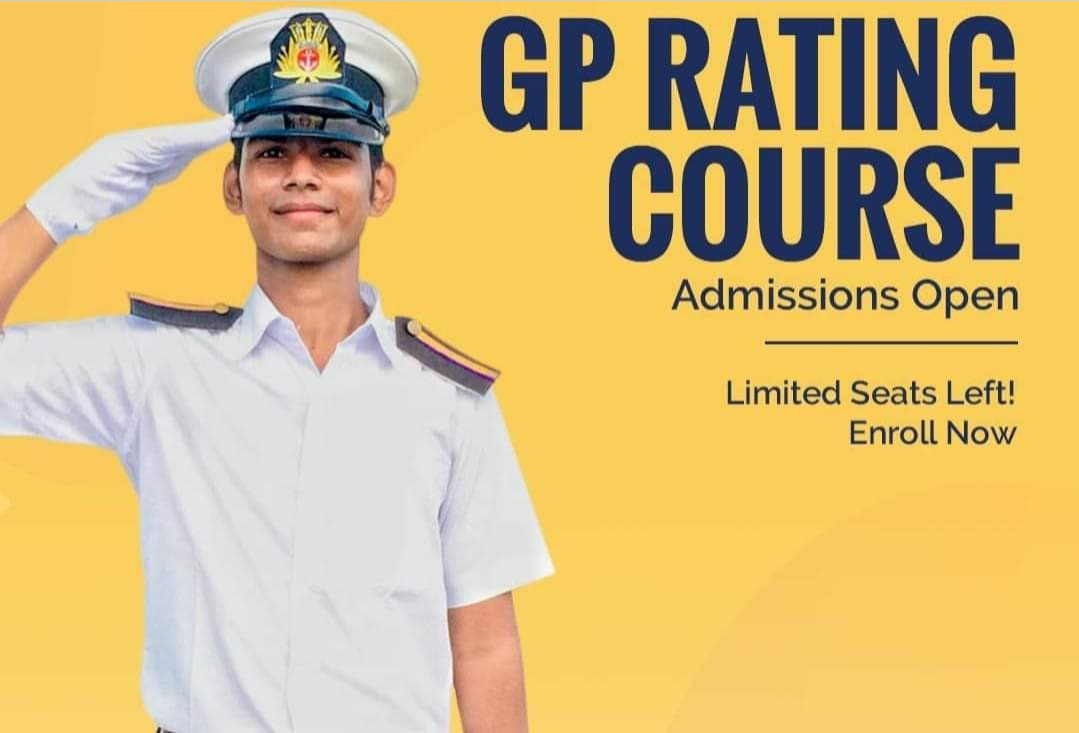 GP RATING
COURSE
Admissions Open
Limited Seats Left!
Enroll Now